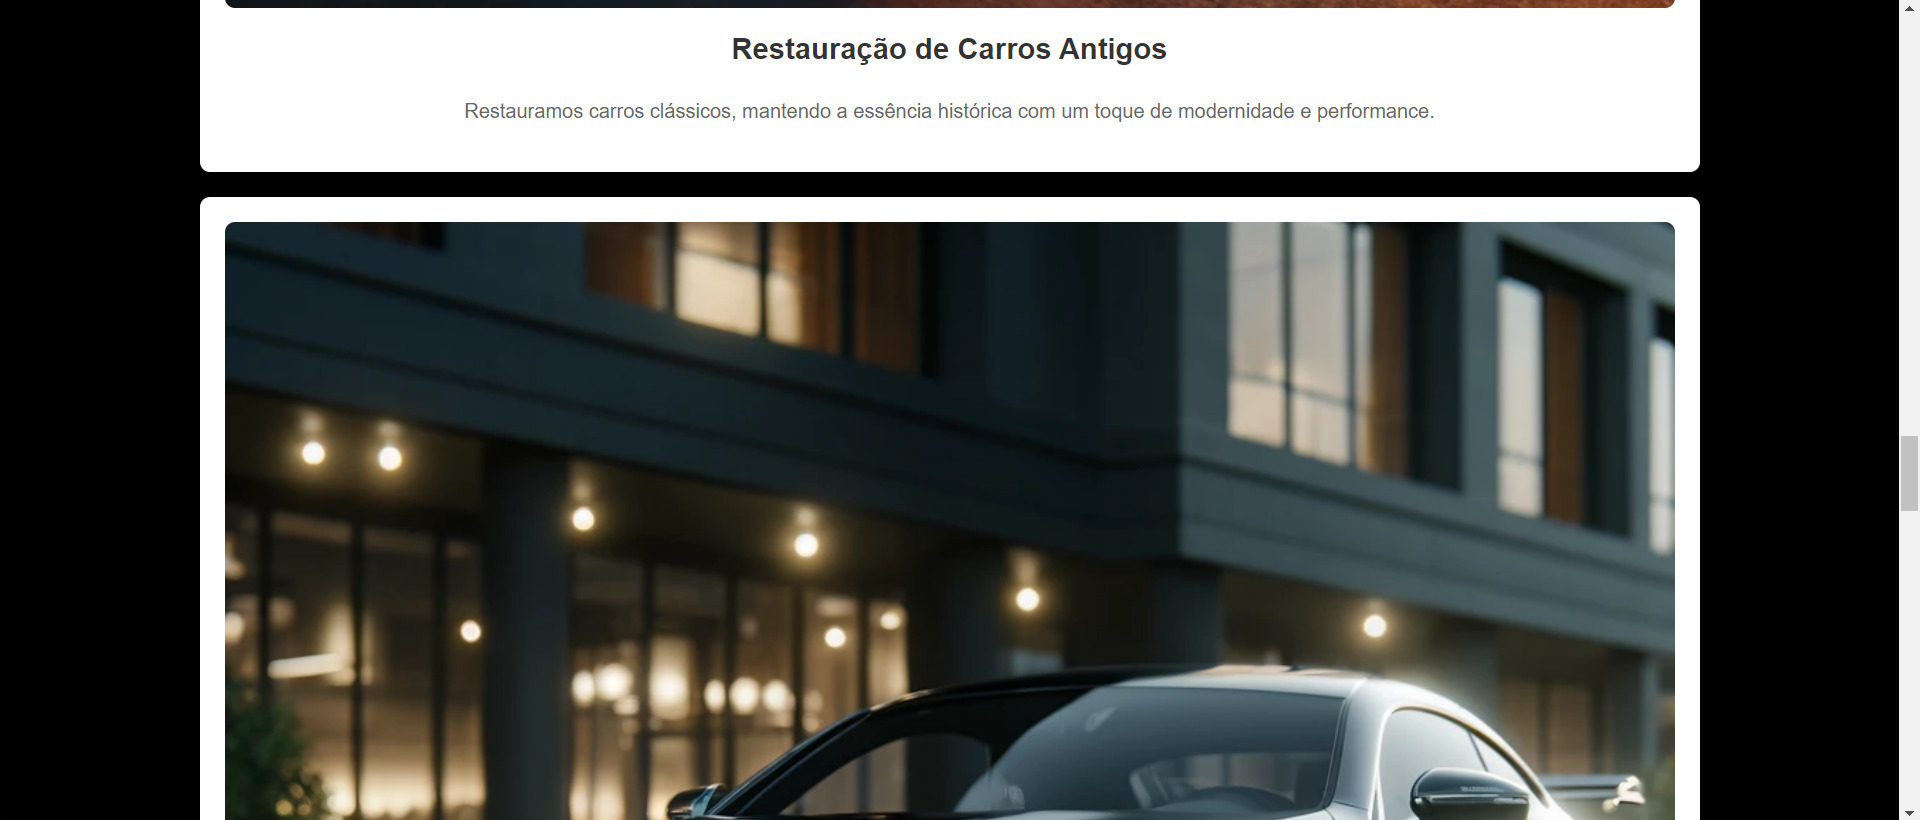 Restauração de Carros Antigos
Restauramos carros clássicos, mantendo a essência histórica com um toque de modernidade e performance.